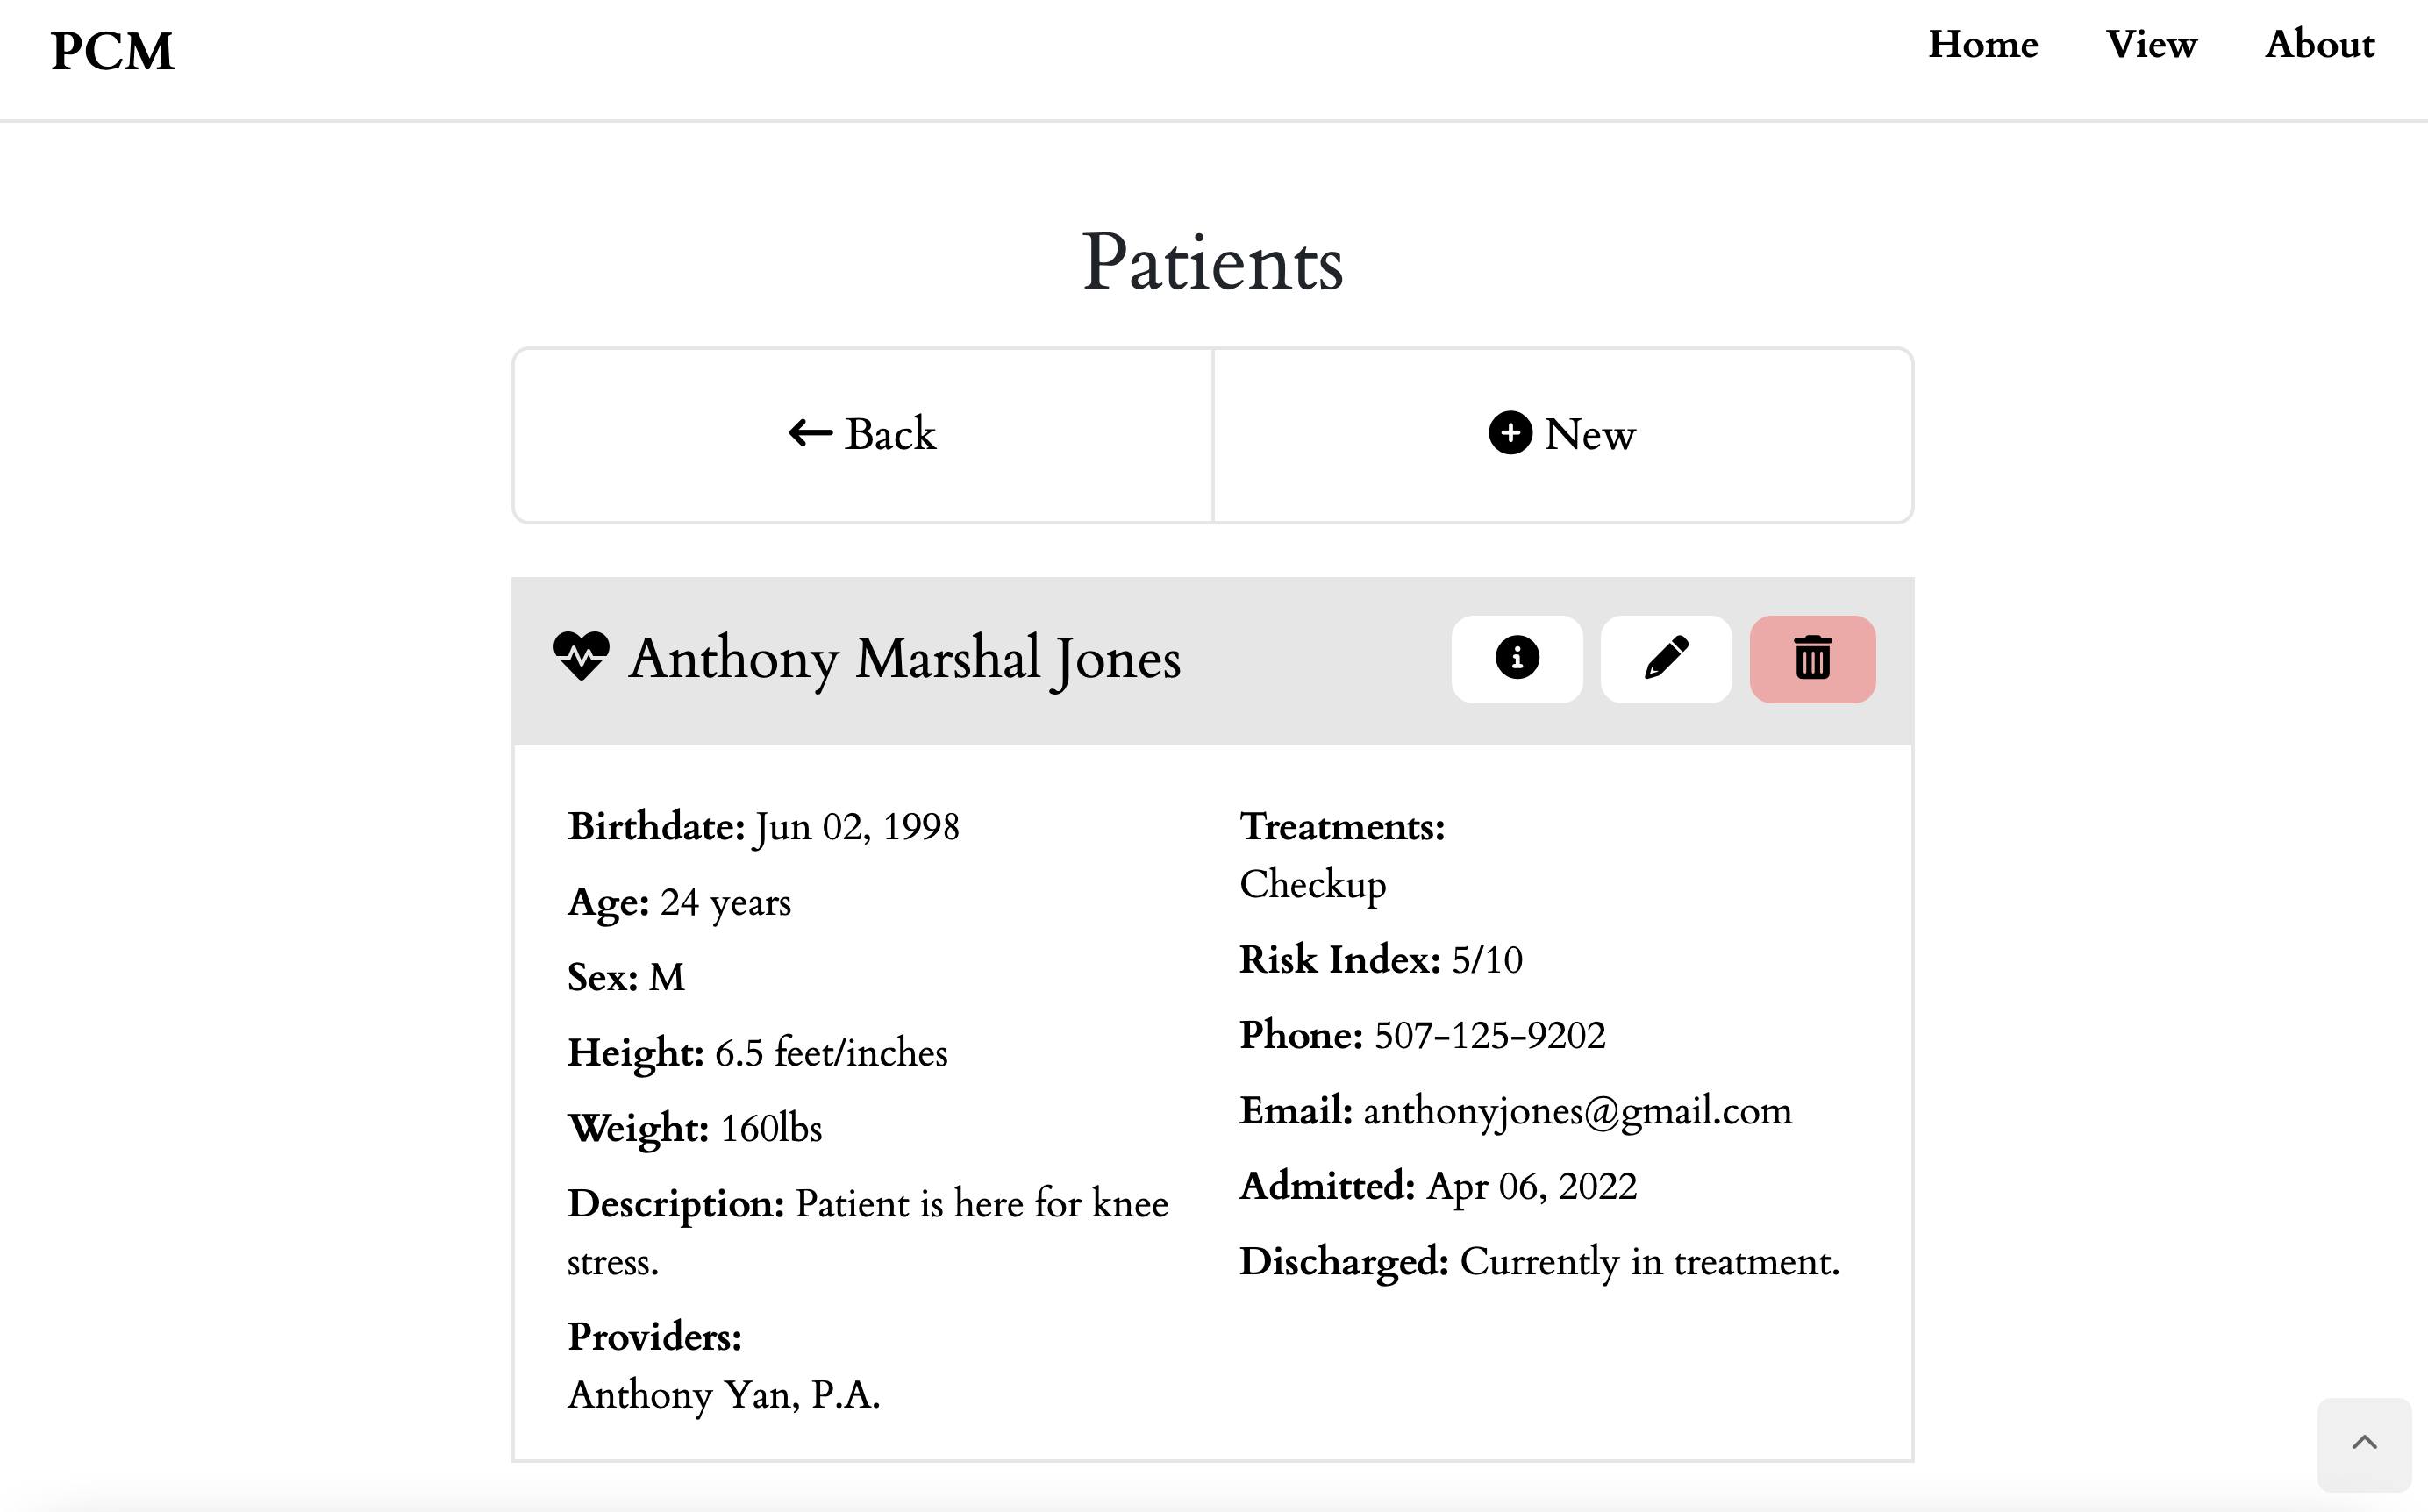 PCM
Home
View
About
Patients
Back
New
Anthony Marshal Jones
Birthdate: Jun 02, 1998
Age: 24 years
Sex: M
Height: 6.5 feet/inches
Weight: 160lbs
Description: Patient is here for knee
stress.
Providers:
Anthony Yan, P.A.
Treatments:
Checkup
Risk Index: 5/10
Phone: 507-125-9202
Email: anthonyjones@gmail.com
Admitted: Apr 06, 2022
Discharged: Currently in treatment.